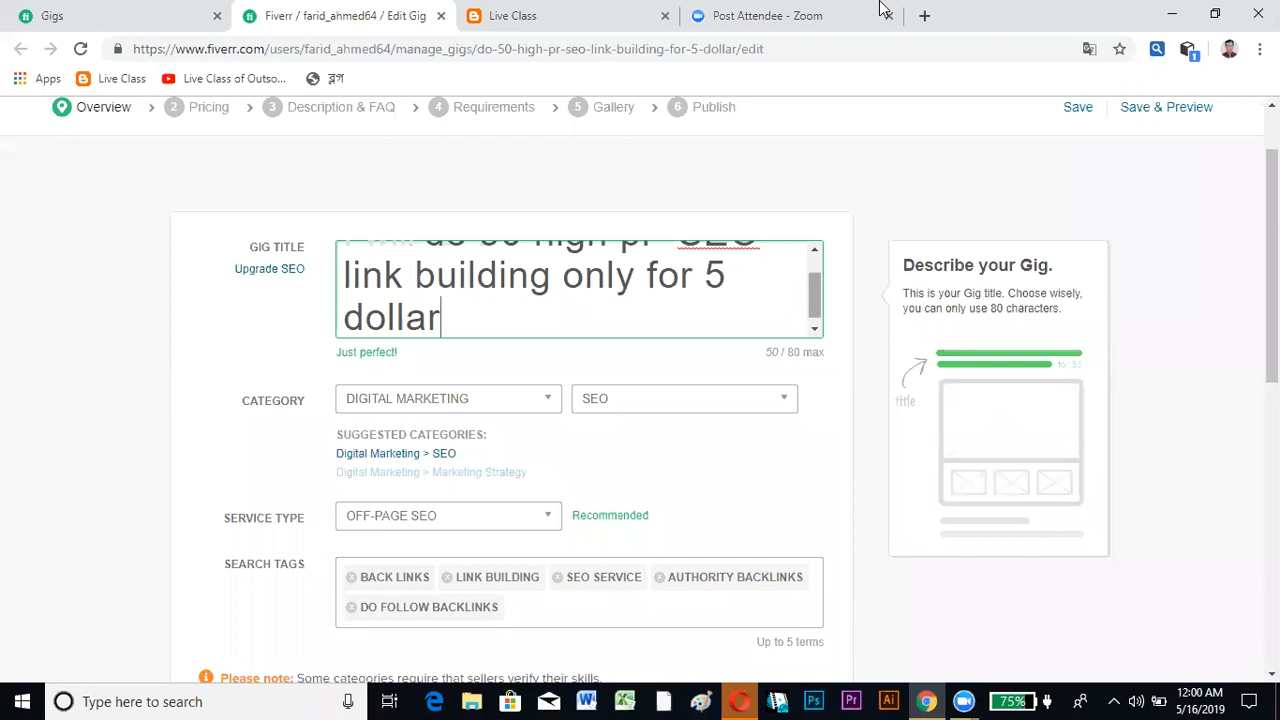 Gigs
Fiverr / farid_ahmed64 / Edit Gig
Live Class
Post Attendee - Zoom
https://www.fiverr.com/users/farid_ahmed64/manage_gigs/do-50-high-pr-seo-link-building-for-5-dollar/edit
Apps
Live Class
Live Class of Outso...
ব্লগ
Overview
2 Pricing
3 Description & FAQ
4 Requirements
5 Gallery
6 Publish
Save
Save & Preview
GIG TITLE
Upgrade SEO
I will do 50 high pr SEO
link building only for 5
dollar
Just perfect!
50 / 80 max
Describe your Gig.
This is your Gig title. Choose wisely,
you can only use 80 characters.
title
CATEGORY
DIGITAL MARKETING
SEO
SUGGESTED CATEGORIES:
Digital Marketing > SEO
Digital Marketing > Marketing Strategy
SERVICE TYPE
OFF-PAGE SEO
Recommended
SEARCH TAGS
BACK LINKS
LINK BUILDING
SEO SERVICE
AUTHORITY BACKLINKS
DO FOLLOW BACKLINKS
Up to 5 terms
Please note: Some categories require that sellers verify their skills.
Type here to search
75%
12:00 AM
5/16/2019